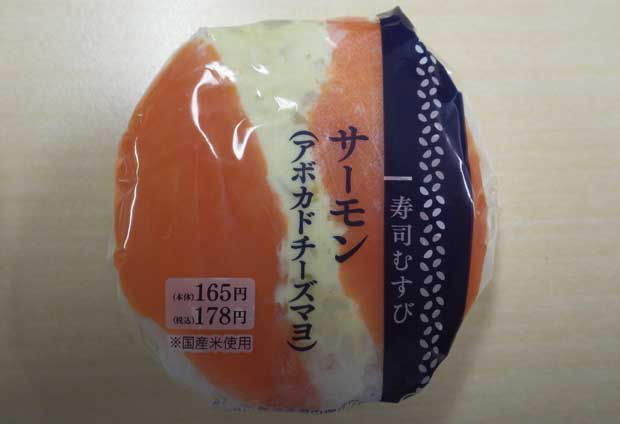 寿司むすび
サーモン
(アボカドチーズマヨ)
(本体)165円
(税込)178円
※国産米使用